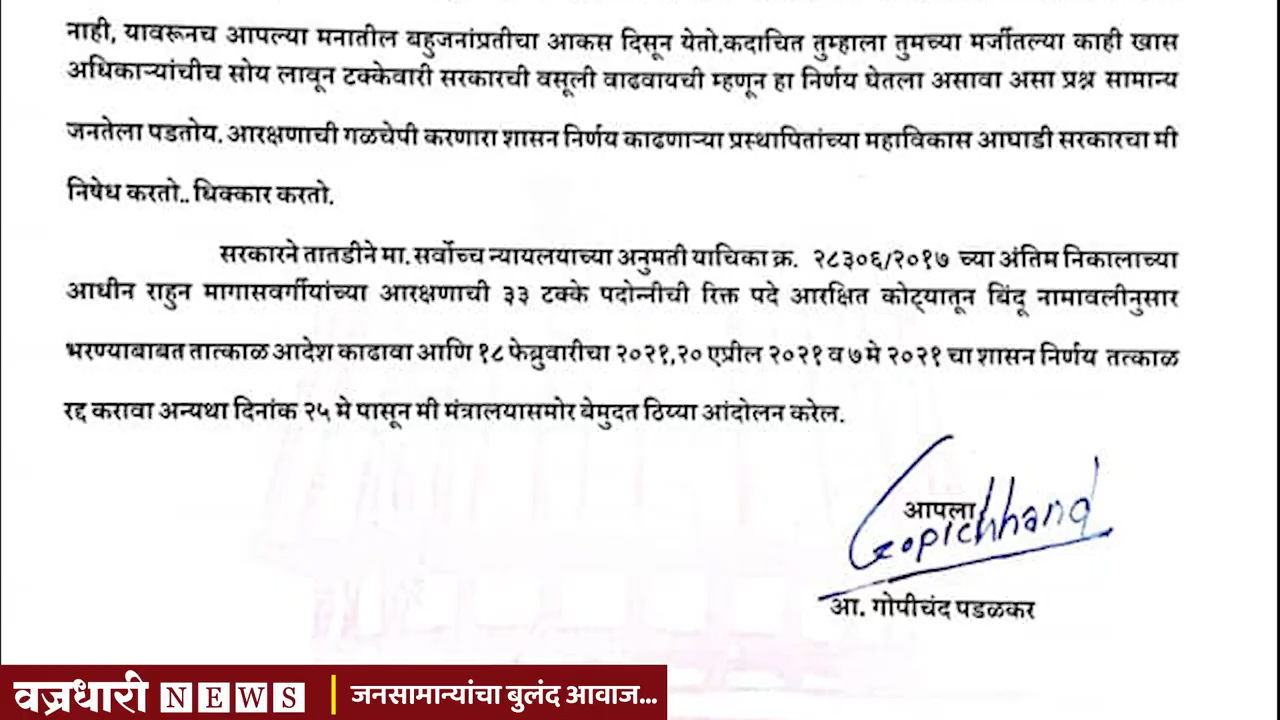 नाही, यावरूनच आपल्या मनातील बहुजनांप्रतीचा आकस दिसून येतो.कदाचित तुम्हाला तुमच्या मर्जीतल्या काही खास
अधिकाऱ्यांचीच सोय लावून टक्केवारी सरकारची वसूली वाढवायची म्हणून हा निर्णय घेतला असावा असा प्रश्न सामान्य
जनतेला पडतोय. आरक्षणाची गळचेपी करणारा शासन निर्णय काढणाऱ्या प्रस्थापितांच्या महाविकास आघाडी सरकारचा मी
निषेध करतो.. धिक्कार करतो.
सरकारने तातडीने मा. सर्वोच्च न्यायलयाच्या अनुमती याचिका क्र. २८३०६/२०१७ च्या अंतिम निकालाच्या
आधीन राहुन मागासवर्गीयांच्या आरक्षणाची ३३ टक्के पदोन्नीची रिक्त पदे आरक्षित कोट्यातून बिंदू नामावलीनुसार
भरण्याबाबत तात्काळ आदेश काढावा आणि १८ फेब्रुवारीचा २०२१,२० एप्रील २०२१ व ७ मे २०२१ चा शासन निर्णय तत्काळ
रद्द करावा अन्यथा दिनांक २५ मे पासून मी मंत्रालयासमोर बेमुदत ठिय्या आंदोलन करेल.
आपला
Gopichhand
आ. गोपीचंद पडळकर
वज्रधारी NEWS जनसामान्यांचा बुलंद आवाज...